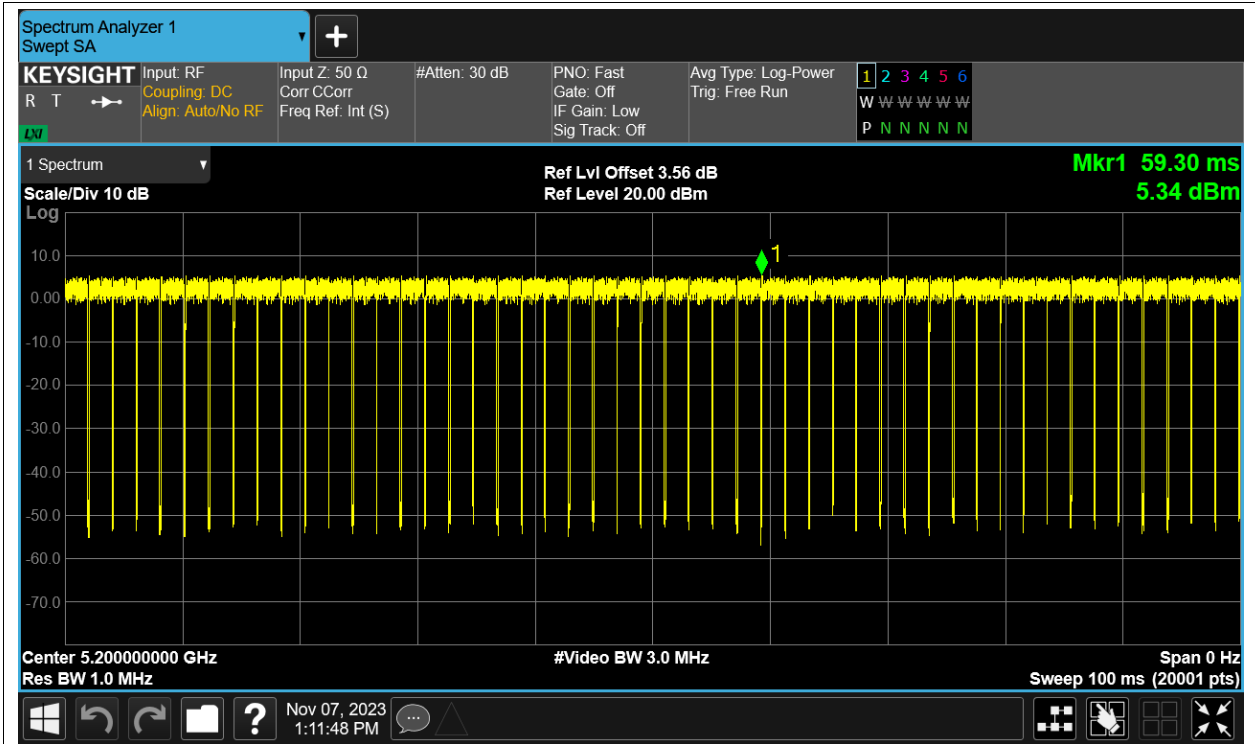 Spectrum Analyzer 1
Swept SA
KEYSIGHT
R T
LXI
Input: RF
Coupling: DC
Align: Auto/No RF
Input Z: 50 Ω
Corr CCorr
Freq Ref: Int (S)
#Atten: 30 dB
PNO: Fast
Gate: Off
IF Gain: Low
Sig Track: Off
Avg Type: Log-Power
Trig: Free Run
1 2 3 4 5 6
W W W W W W
P N N N N N
1 Spectrum
Scale/Div 10 dB
Ref Lvl Offset 3.56 dB
Ref Level 20.00 dBm
Mkr1 59.30 ms
5.34 dBm
Log
1
10.0
0.00
-10.0
-20.0
-30.0
-40.0
-50.0
-60.0
-70.0
Center 5.200000000 GHz
Res BW 1.0 MHz
#Video BW 3.0 MHz
Span 0 Hz
Sweep 100 ms (20001 pts)
?
Nov 07, 2023
1:11:48 PM